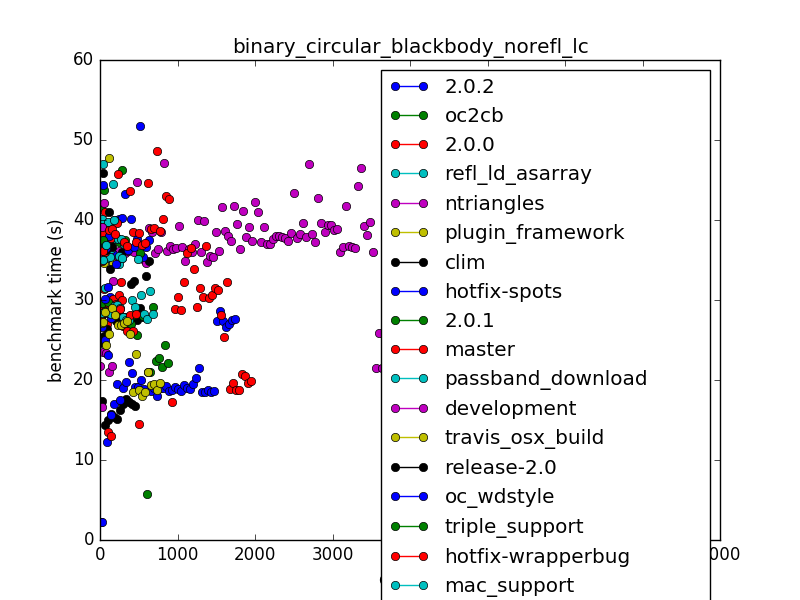 binary_circular_blackbody_norefl_lc
60
50
40
30
20
10
0
benchmark time (s)
0 1000 2000 3000 000
2.0.2
oc2cb
2.0.0
refl_ld_asarray
ntriangles
plugin_framework
clim
hotfix-spots
2.0.1
master
passband_download
development
travis_osx_build
release-2.0
oc_wdstyle
triple_support
hotfix-wrapperbug
mac_support